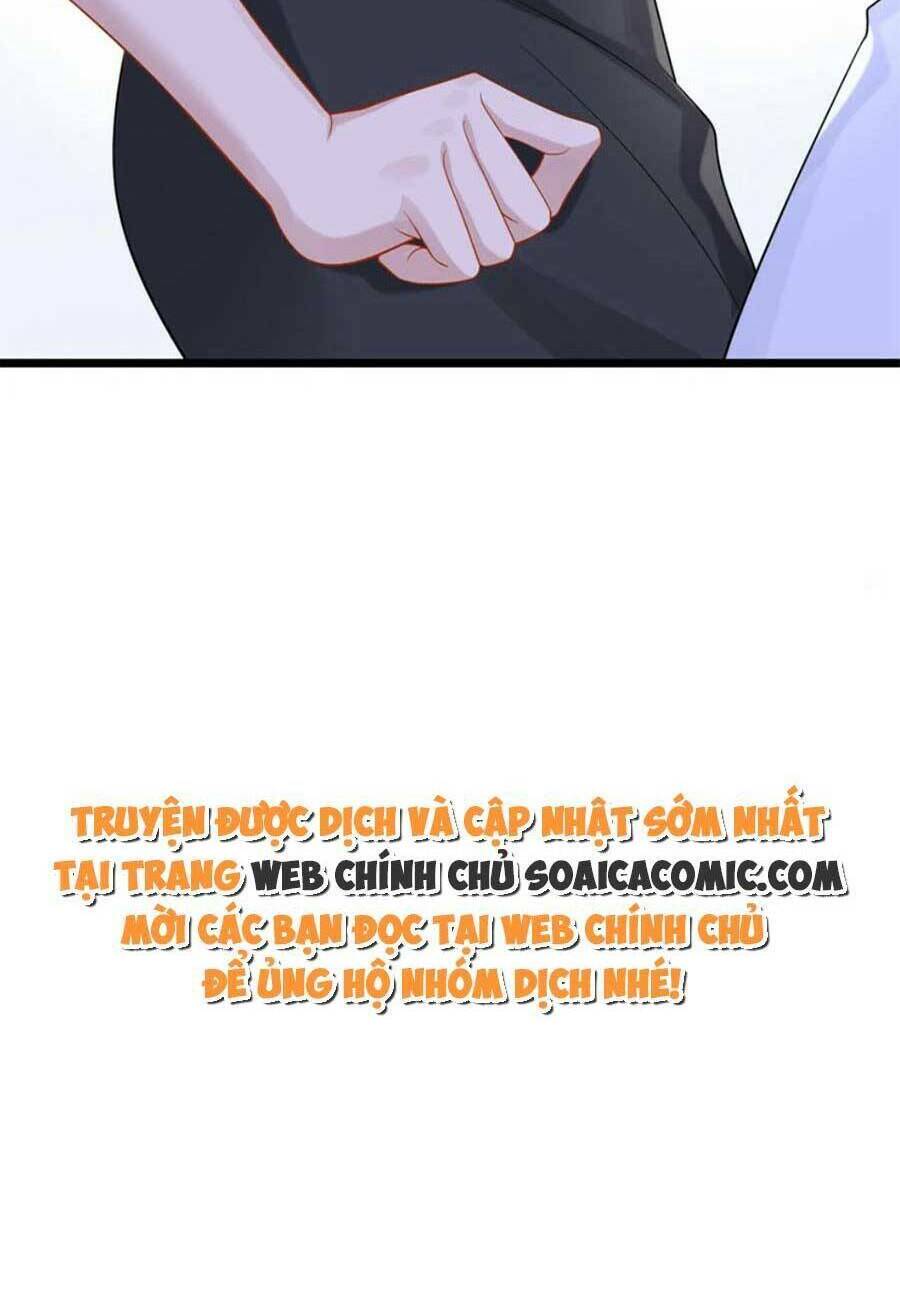 TRUYỆN ĐƯỢC DỊCH VÀ CẬP NHẬT SỚM NHẤT
TẠI TRANG WEB CHÍNH CHỦ SOAICACOMIC.COM
MỜI CÁC BẠN ĐỌC TẠI WEB CHÍNH CHỦ
ĐỂ ỦNG HỘ NHÓM DỊCH NHÉ!